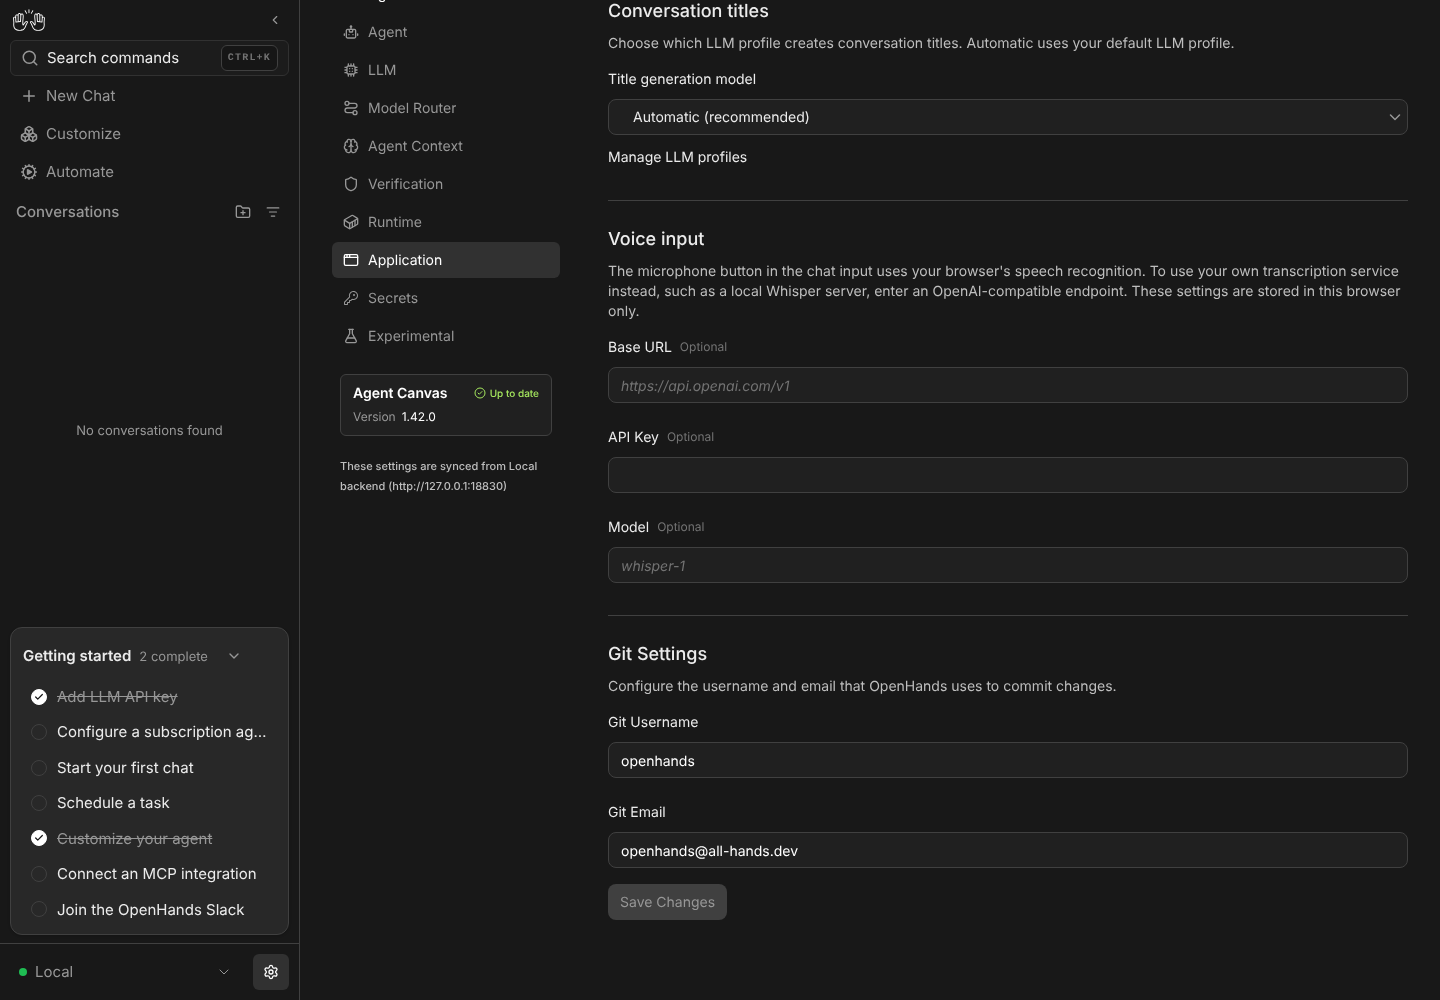 Search commands
CTRL+K
New Chat
Customize
Automate
Conversations
No conversations found
Getting started 2 complete
Add LLM API key
Configure a subscription ag...
Start your first chat
Schedule a task
Customize your agent
Connect an MCP integration
Join the OpenHands Slack
Local
Agent
LLM
Model Router
Agent Context
Verification
Runtime
Application
Secrets
Experimental
Agent Canvas
Up to date
Version 1.42.0
These settings are synced from Local
backend (http://127.0.0.1:18830)
Conversation titles
Choose which LLM profile creates conversation titles. Automatic uses your default LLM profile.
Title generation model
Automatic (recommended)
Manage LLM profiles
Voice input
The microphone button in the chat input uses your browser's speech recognition. To use your own transcription service
instead, such as a local Whisper server, enter an OpenAI-compatible endpoint. These settings are stored in this browser
only.
Base URL Optional
https://api.openai.com/v1
API Key Optional
Model Optional
whisper-1
Git Settings
Configure the username and email that OpenHands uses to commit changes.
Git Username
openhands
Git Email
openhands@all-hands.dev
Save Changes